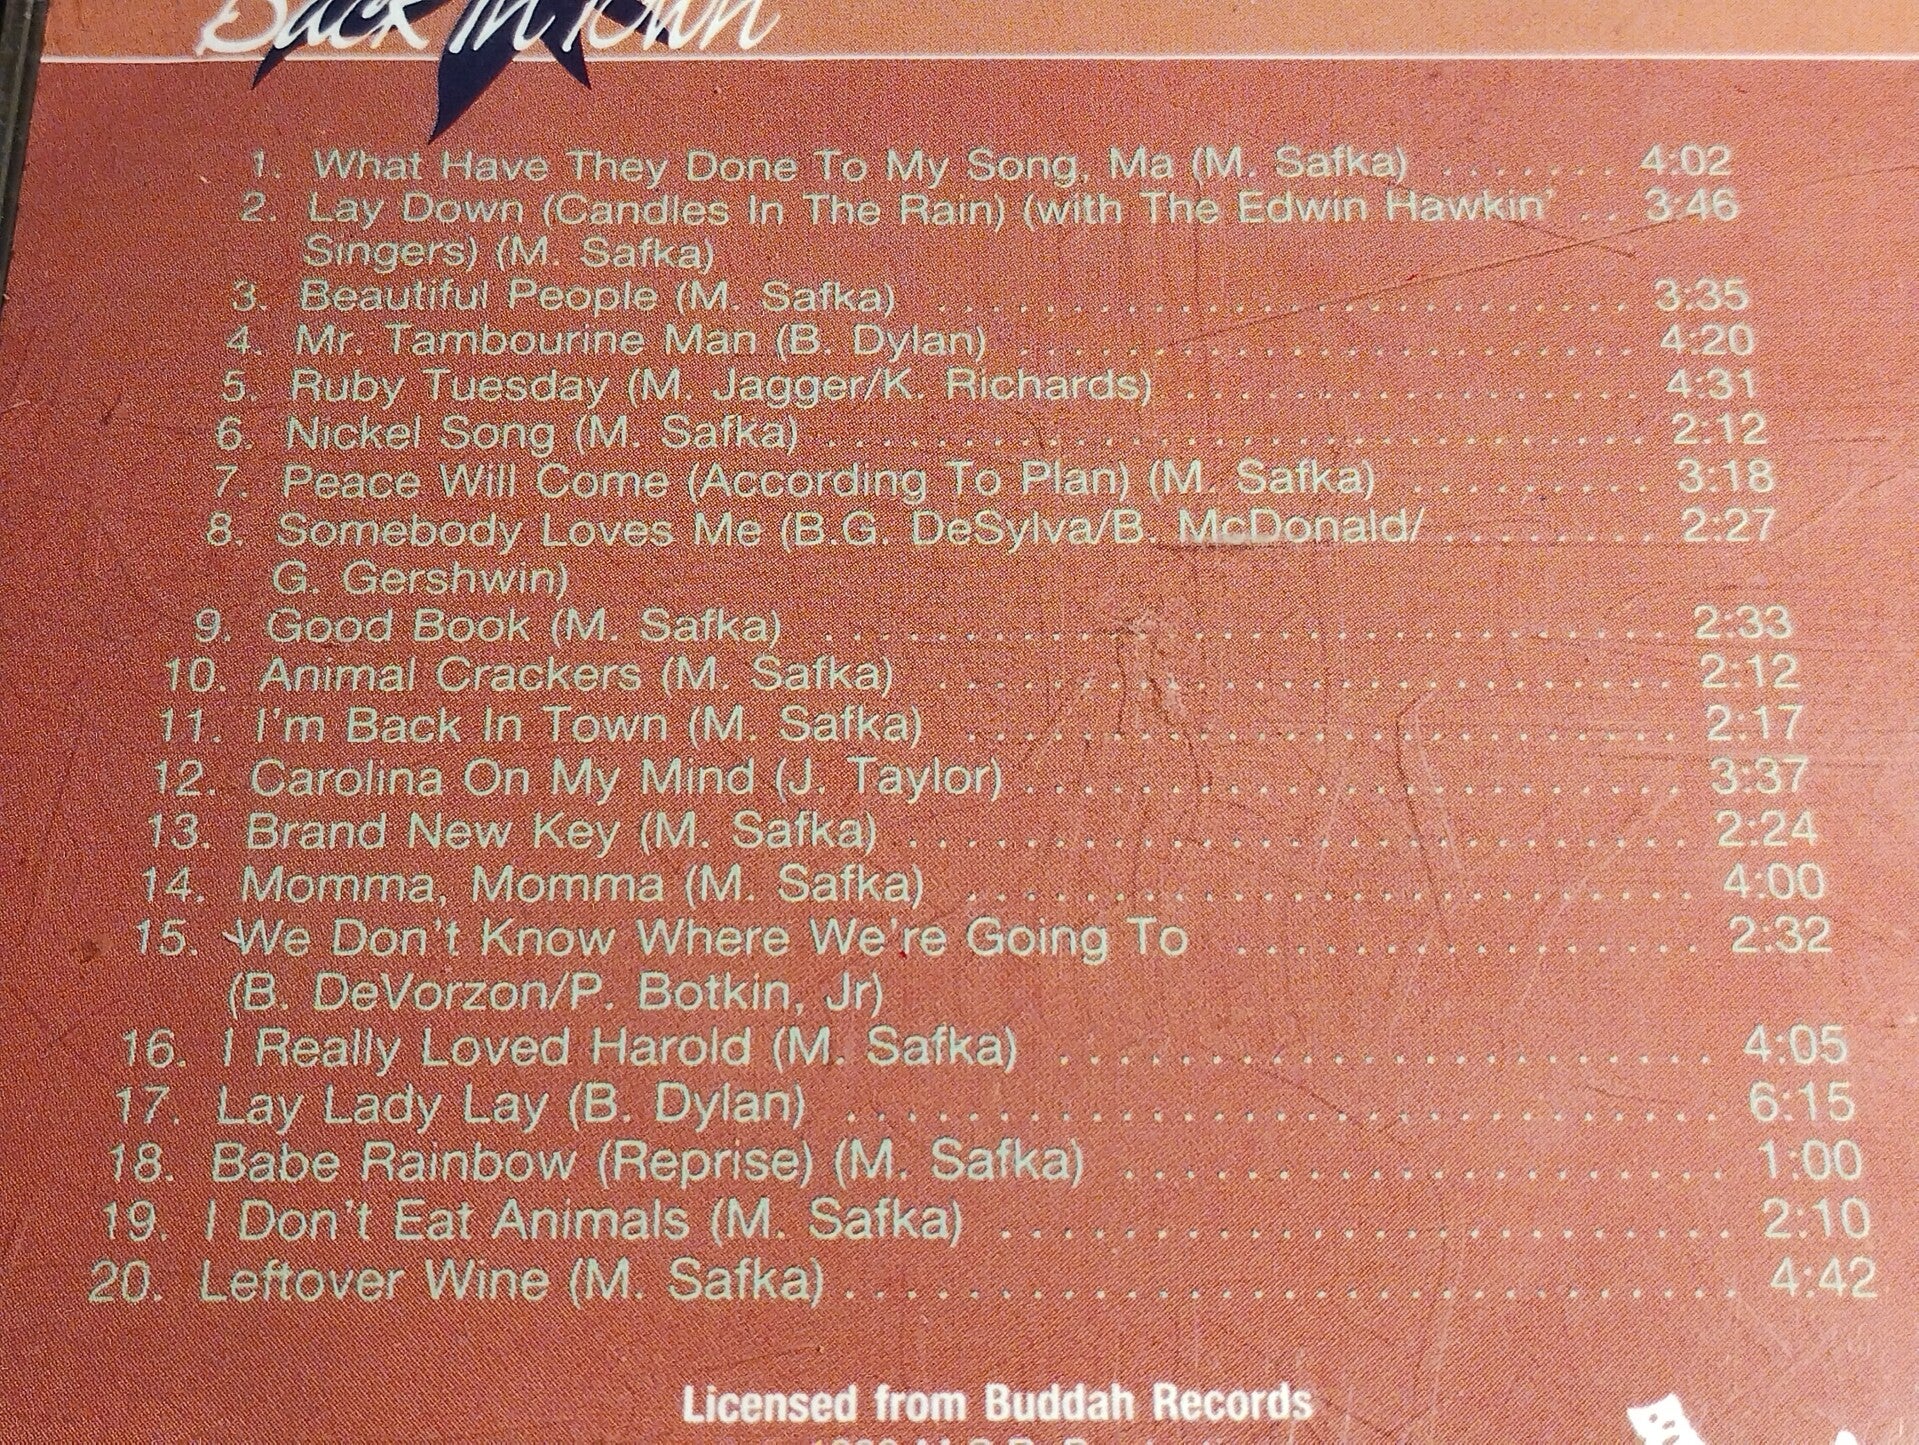 Back In Town
1. What Have They Done To My Song, Ma (M. Safka) ....... 4:02
2. Lay Down (Candles In The Rain) (with The Edwin Hawkin' .. 3:46
Singers) (M. Safka)
3. Beautiful People (M. Safka) ......................... 3:35
4. Mr. Tambourine Man (B. Dylan) ....................... 4:20
5. Ruby Tuesday (M. Jagger/K. Richards) ................. 4:31
6. Nickel Song (M. Safka) .............................. 2:12
7. Peace Will Come (According To Plan) (M. Safka) ......... 3:18
8. Somebody Loves Me (B.G. DeSylva/B. McDonald/ ........ 2:27
G. Gershwin)
9. Good Book (M. Safka) ............................... 2:33
10. Animal Crackers (M. Safka) .......................... 2:12
11. I'm Back In Town (M. Safka) ......................... 2:17
12. Carolina On My Mind (J. Taylor) ....................... 3:37
13. Brand New Key (M. Safka) ........................... 2:24
14. Momma, Momma (M. Safka) ......................... 4:00
15. We Don't Know Where We're Going To ................ 2:32
(B. DeVorzon/P. Botkin, Jr)
16. I Really Loved Harold (M. Safka) ...................... 4:05
17. Lay Lady Lay (B. Dylan) ............................. 6:15
18. Babe Rainbow (Reprise) (M. Safka) .................... 1:00
19. I Don't Eat Animals (M. Safka) ........................ 2:10
20. Leftover Wine (M. Safka) ............................ 4:42
Licensed from Buddah Records